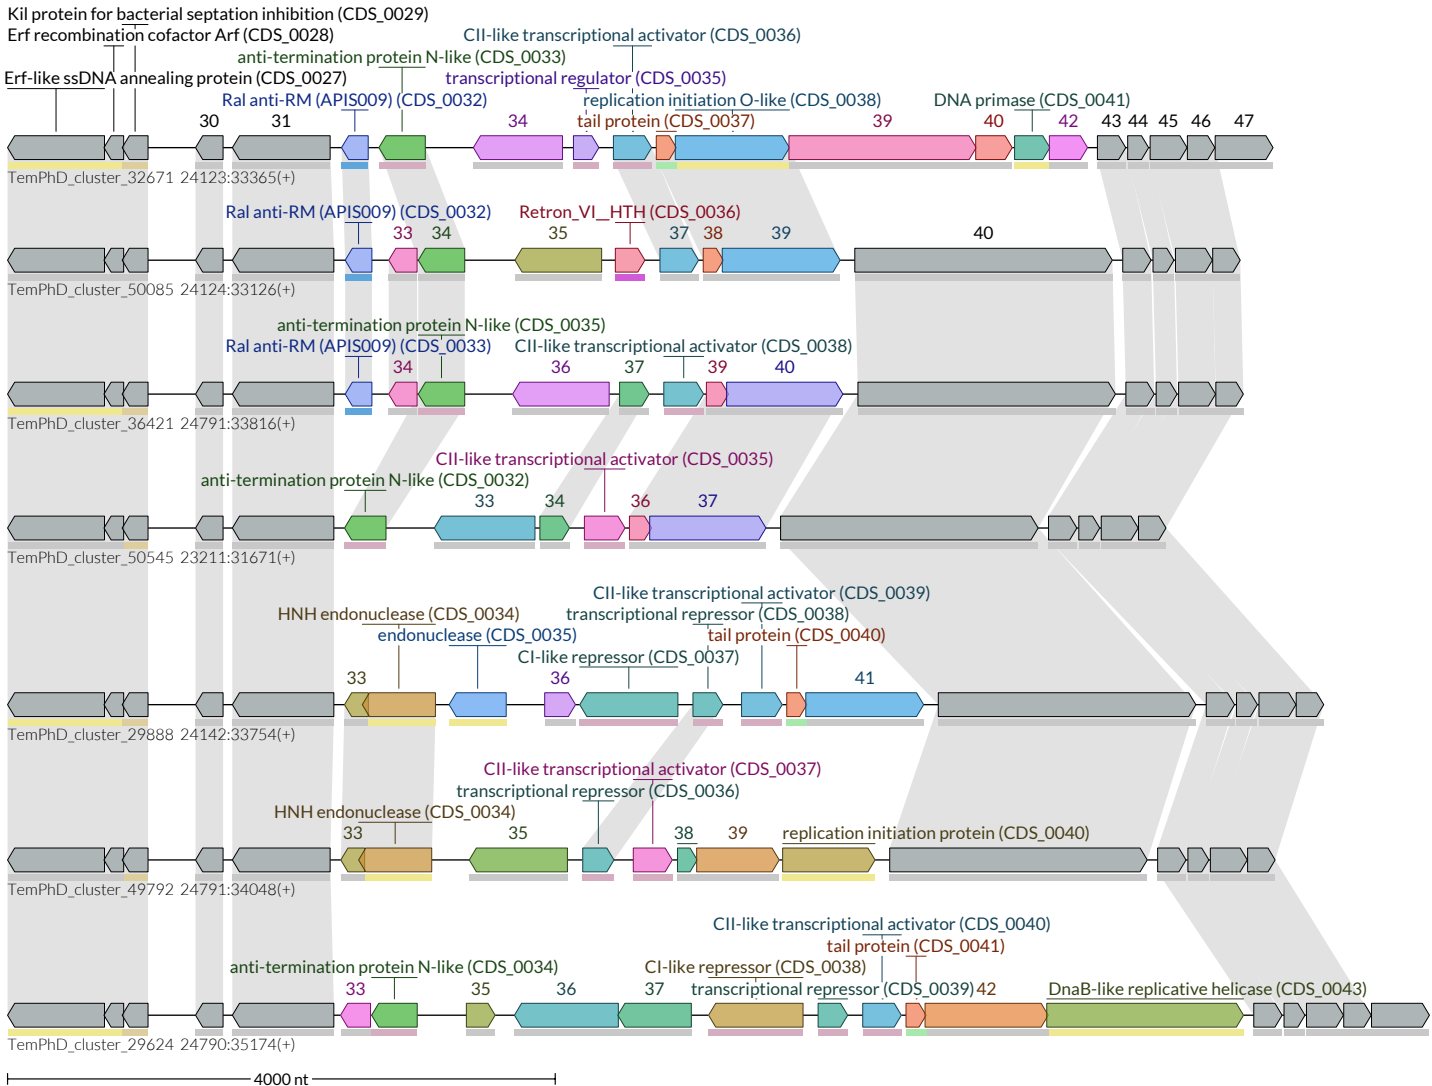 Kil protein for bacterial septation inhibition (CDS_0029)
Erf recombination cofactor Arf (CDS_0028)
CII-like transcriptional activator (CDS_0036)
anti-termination protein N-like (CDS_0033)
Erf-like ssDNA annealing protein (CDS_0027)
transcriptional regulator (CDS_0035)
Ral anti-RM (APIS009) (CDS_0032)
replication initiation O-like (CDS_0038)
DNA primase (CDS_0041)
30 31 34 tail protein (CDS_0037) 39 40 42 43 44 45 46 47
TemPhD_cluster_32671 24123:33365(+)
Ral anti-RM (APIS009) (CDS_0032)
Retron_VI__HTH (CDS_0036)
33 34 35 37 38 39 40
TemPhD_cluster_50085 24124:33126(+)
anti-termination protein N-like (CDS_0035)
Ral anti-RM (APIS009) (CDS_0033)
CII-like transcriptional activator (CDS_0038)
34 36 37 39 40
TemPhD_cluster_36421 24791:33816(+)
CII-like transcriptional activator (CDS_0035)
anti-termination protein N-like (CDS_0032)
33 34 36 37
TemPhD_cluster_50545 23211:31671(+)
CII-like transcriptional activator (CDS_0039)
HNH endonuclease (CDS_0034)
transcriptional repressor (CDS_0038)
endonuclease (CDS_0035)
tail protein (CDS_0040)
CI-like repressor (CDS_0037)
33 36 41
TemPhD_cluster_29888 24142:33754(+)
CII-like transcriptional activator (CDS_0037)
transcriptional repressor (CDS_0036)
HNH endonuclease (CDS_0034)
33 35 38 39 replication initiation protein (CDS_0040)
TemPhD_cluster_49792 24791:34048(+)
CII-like transcriptional activator (CDS_0040)
tail protein (CDS_0041)
anti-termination protein N-like (CDS_0034)
CI-like repressor (CDS_0038)
33 35 36 37 transcriptional repressor (CDS_0039) 42 DnaB-like replicative helicase (CDS_0043)
TemPhD_cluster_29624 24790:35174(+)
4000 nt